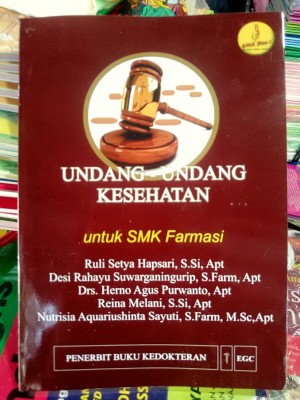 UNDANG - UNDANG
KESEHATAN
untuk SMK Farmasi
Ruli Setya Hapsari, S.Si, Apt
Desi Rahayu Suwarganingurip, S.Farm, Apt
Drs. Herno Agus Purwanto, Apt
Reina Melani, S.Si, Apt
Nutrisia Aquariushinta Sayuti, S.Farm, M.Sc,Apt
PENERBIT BUKU KEDOKTERAN
EGC